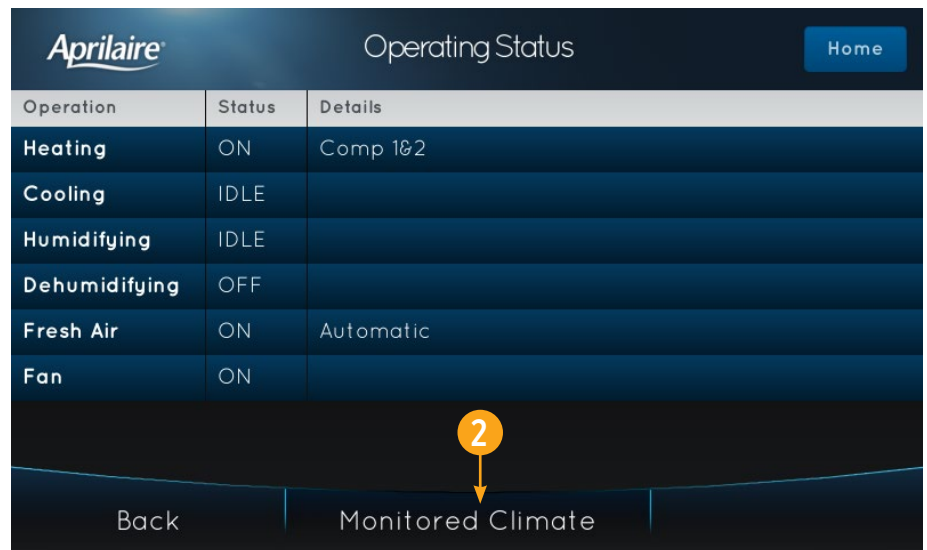 Aprilaire® Operating Status Home
Operation Status Details
Heating ON Comp 1&2
Cooling IDLE
Humidifying IDLE
Dehumidifying OFF
Fresh Air ON Automatic
Fan ON
2
Back Monitored Climate